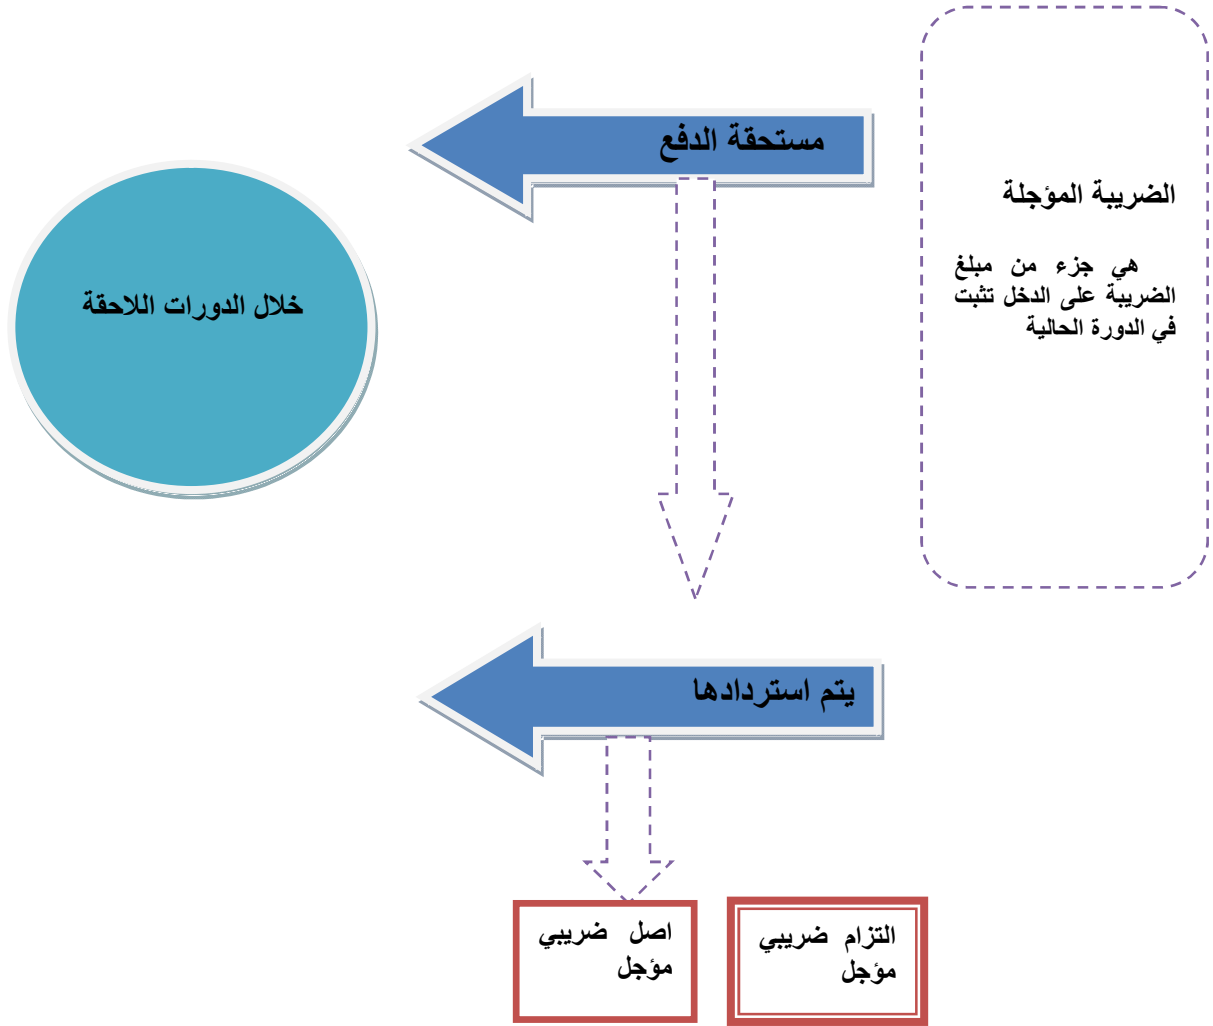 الضريبة المؤجلة
هي جزء من مبلغ
الضريبة على الدخل تثبت
في الدورة الحالية
مستحقة الدفع
خلال الدورات اللاحقة
يتم استردادها
التزام ضريبي
مؤجل
اصل ضريبي
مؤجل